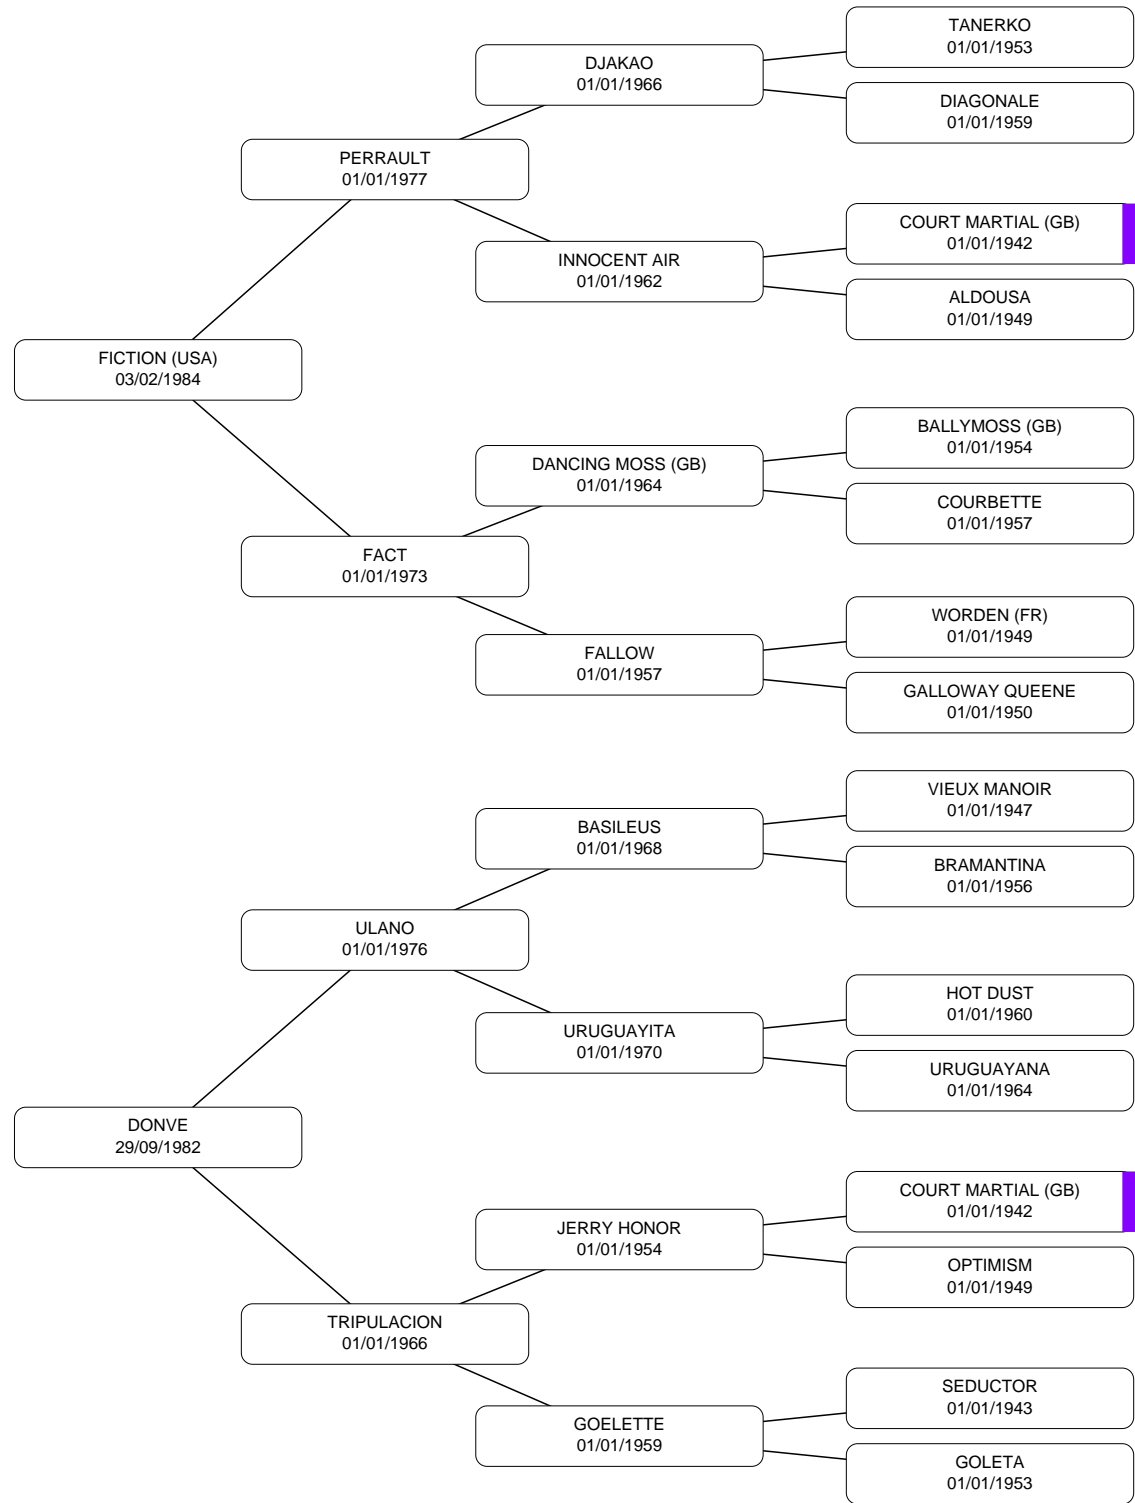 TANERKO
01/01/1953
DJAKAO
01/01/1966
DIAGONALE
01/01/1959
PERRAULT
01/01/1977
COURT MARTIAL (GB)
01/01/1942
INNOCENT AIR
01/01/1962
ALDOUSA
01/01/1949
FICTION (USA)
03/02/1984
BALLYMOSS (GB)
01/01/1954
DANCING MOSS (GB)
01/01/1964
COURBETTE
01/01/1957
FACT
01/01/1973
WORDEN (FR)
01/01/1949
FALLOW
01/01/1957
GALLOWAY QUEENE
01/01/1950
VIEUX MANOIR
01/01/1947
BASILEUS
01/01/1968
BRAMANTINA
01/01/1956
ULANO
01/01/1976
HOT DUST
01/01/1960
URUGUAYITA
01/01/1970
URUGUAYANA
01/01/1964
DONVE
29/09/1982
COURT MARTIAL (GB)
01/01/1942
JERRY HONOR
01/01/1954
OPTIMISM
01/01/1949
TRIPULACION
01/01/1966
SEDUCTOR
01/01/1943
GOELETTE
01/01/1959
GOLETA
01/01/1953